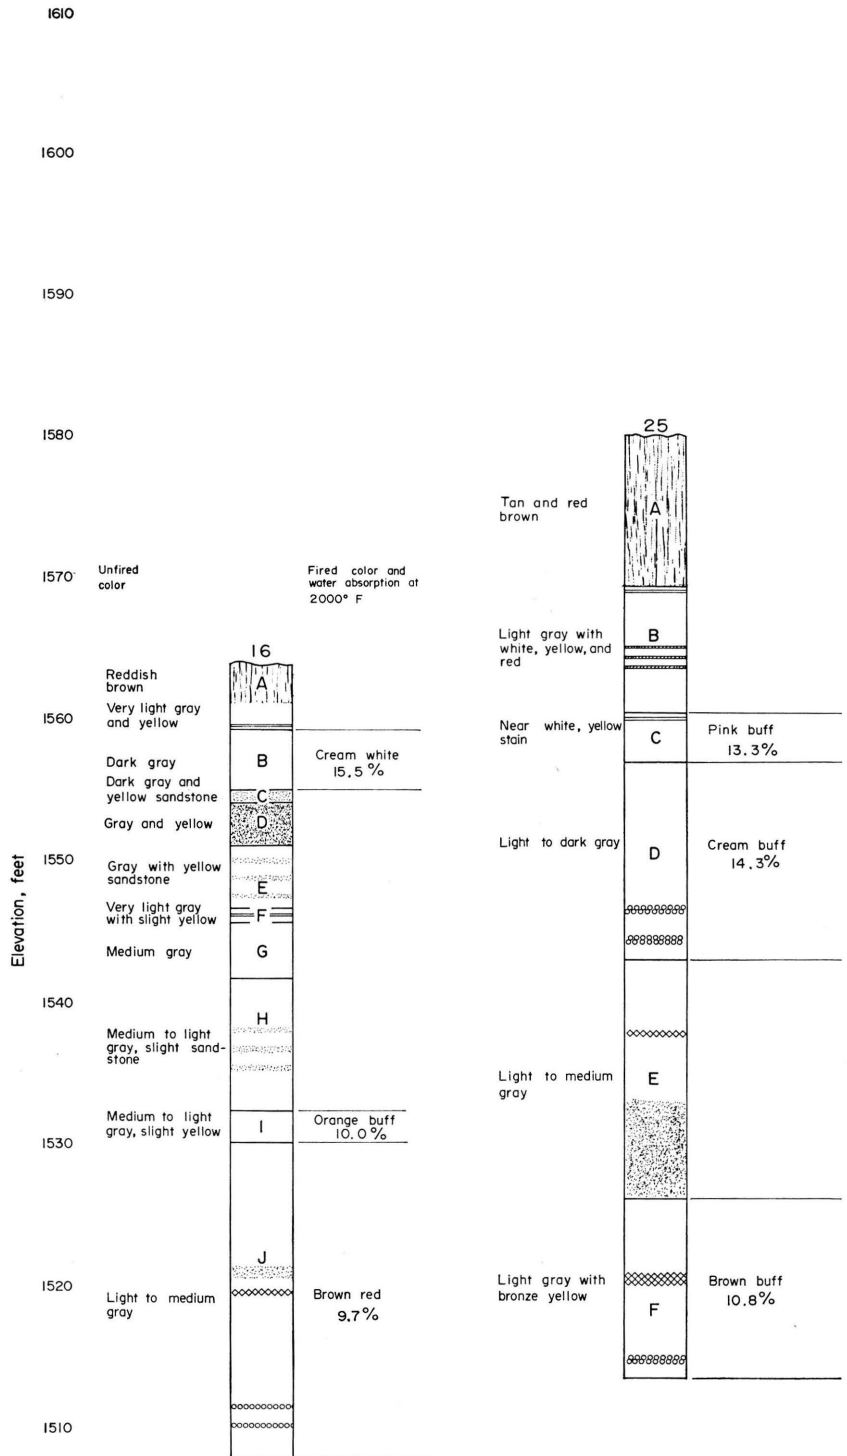 1610
1600
1590
1580
1570
1560
1550
1540
1530
1520
1510
Elevation, feet
Unfired
color
Fired color and
water absorption at
2000° F
16
Reddish
brown
A
Very light gray
and yellow
Dark gray
B
Cream white
15.5 %
Dark gray and
yellow sandstone
C
Gray and yellow
D
Gray with yellow
sandstone
E
Very light gray
with slight yellow
F
Medium gray
G
H
Medium to light
gray, slight sand-
stone
Medium to light
gray, slight yellow
I
Orange buff
10.0 %
J
Light to medium
gray
Brown red
9.7%
25
Tan and red
brown
A
Light gray with
white, yellow, and
red
B
Near white, yellow
stain
C
Pink buff
13.3%
Light to dark gray
D
Cream buff
14.3%
Light to medium
gray
E
Light gray with
bronze yellow
F
Brown buff
10.8%